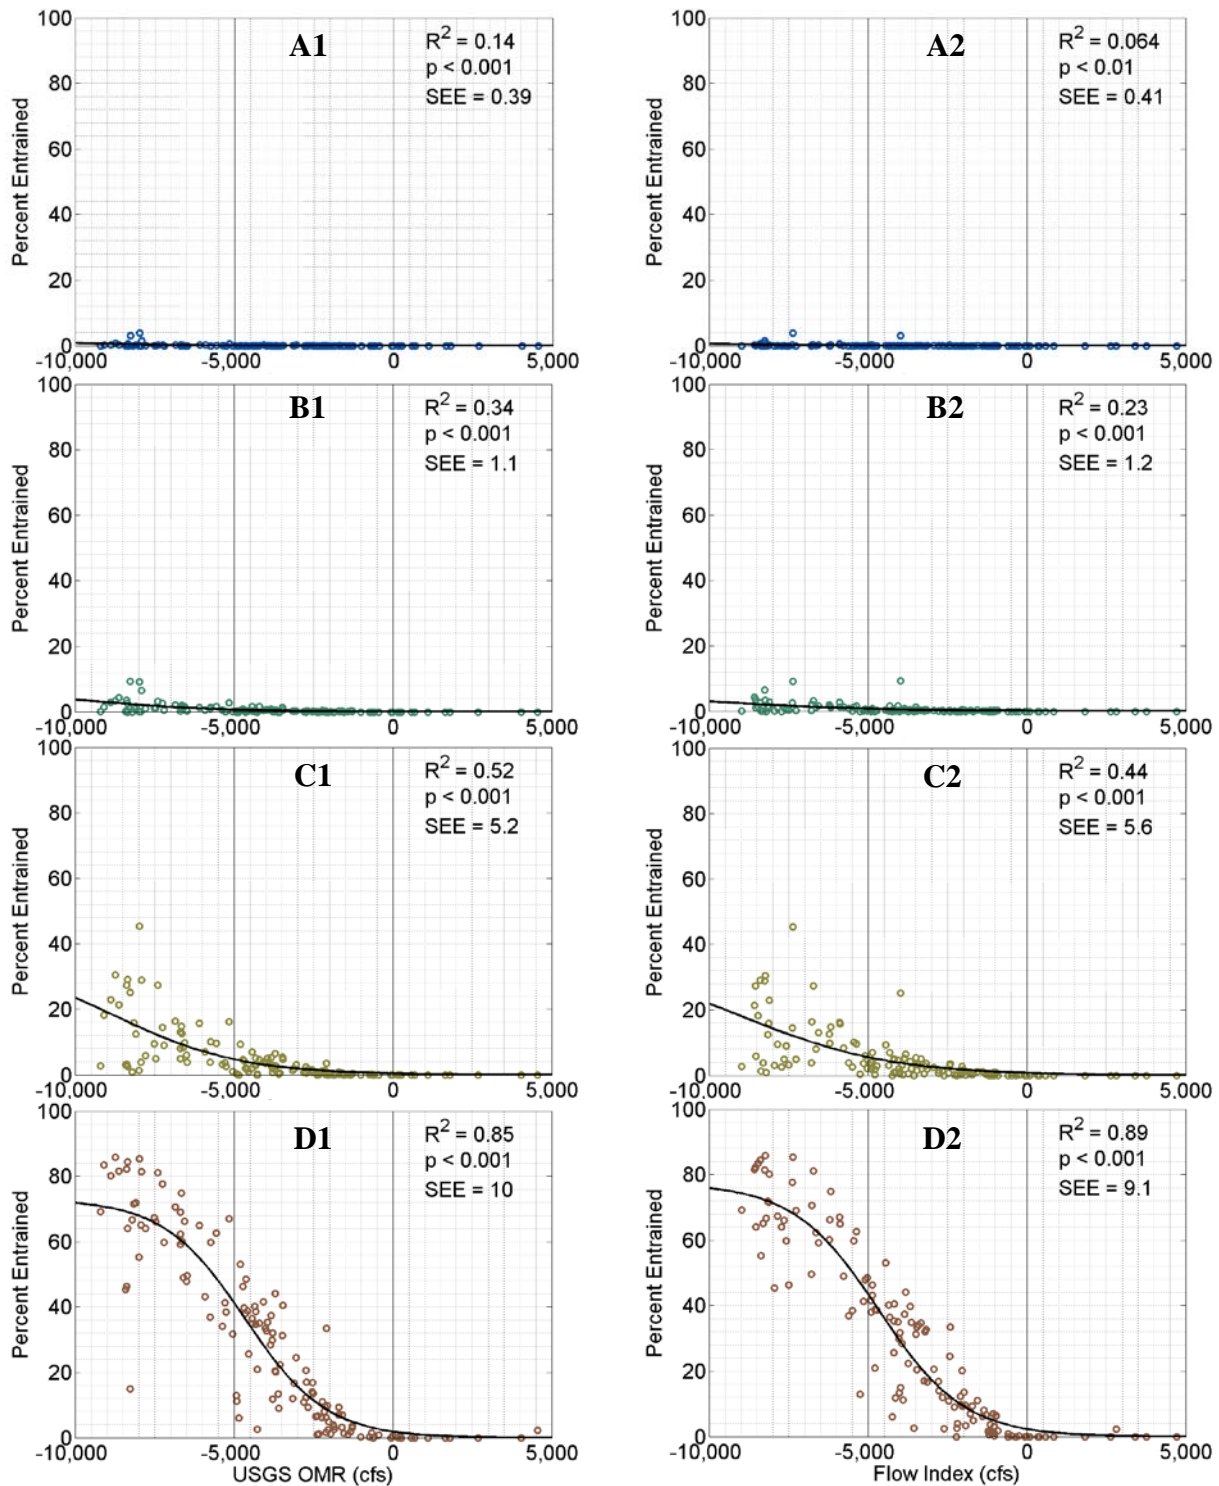 A1
R² = 0.14
p < 0.001
SEE = 0.39
Percent Entrained
100
80
60
40
20
0
-10,000 -5,000 0 5,000
A2
R² = 0.064
p < 0.01
SEE = 0.41
Percent Entrained
100
80
60
40
20
0
-10,000 -5,000 0 5,000
B1
R² = 0.34
p < 0.001
SEE = 1.1
Percent Entrained
100
80
60
40
20
0
-10,000 -5,000 0 5,000
B2
R² = 0.23
p < 0.001
SEE = 1.2
Percent Entrained
100
80
60
40
20
0
-10,000 -5,000 0 5,000
C1
R² = 0.52
p < 0.001
SEE = 5.2
Percent Entrained
100
80
60
40
20
0
-10,000 -5,000 0 5,000
C2
R² = 0.44
p < 0.001
SEE = 5.6
Percent Entrained
100
80
60
40
20
0
-10,000 -5,000 0 5,000
D1
R² = 0.85
p < 0.001
SEE = 10
Percent Entrained
100
80
60
40
20
0
-10,000 -5,000 0 5,000
USGS OMR (cfs)
D2
R² = 0.89
p < 0.001
SEE = 9.1
Percent Entrained
100
80
60
40
20
0
-10,000 -5,000 0 5,000
Flow Index (cfs)